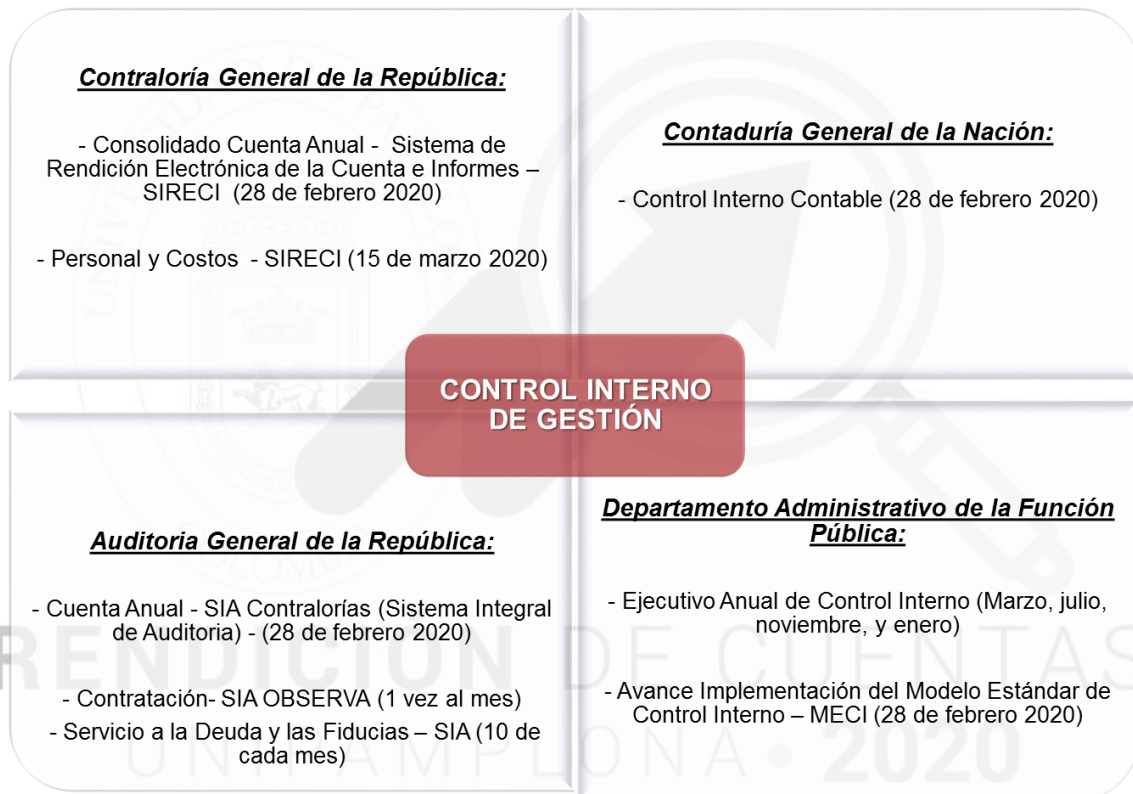 Contraloría General de la República:
- Consolidado Cuenta Anual - Sistema de
Rendición Electrónica de la Cuenta e Informes –
SIRECI (28 de febrero 2020)
- Personal y Costos - SIRECI (15 de marzo 2020)
Contaduría General de la Nación:
- Control Interno Contable (28 de febrero 2020)
CONTROL INTERNO
DE GESTIÓN
Auditoria General de la República:
- Cuenta Anual - SIA Contralorías (Sistema Integral
de Auditoria) - (28 de febrero 2020)
- Contratación- SIA OBSERVA (1 vez al mes)
- Servicio a la Deuda y las Fiducias – SIA (10 de
cada mes)
Departamento Administrativo de la Función
Pública:
- Ejecutivo Anual de Control Interno (Marzo, julio,
noviembre, y enero)
- Avance Implementación del Modelo Estándar de
Control Interno – MECI (28 de febrero 2020)
RENDICIÓN DE CUENTAS
UNIPAMPLONA • 2020